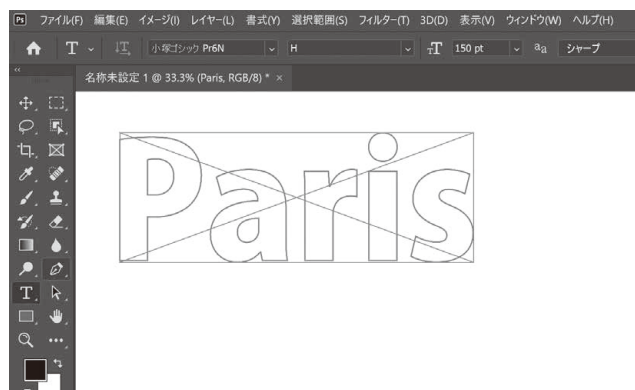 Ps ファイル(F) 編集(E) イメージ(I) レイヤー(L) 書式(Y) 選択範囲(S) フィルター(T) 3D(D) 表示(V) ウィンドウ(W) ヘルプ(H)
T IT 小塚ゴシック Pr6N H TT 150 pt aa シャープ
名称未設定 1 @ 33.3% (Paris, RGB/8) * ×
Paris
T